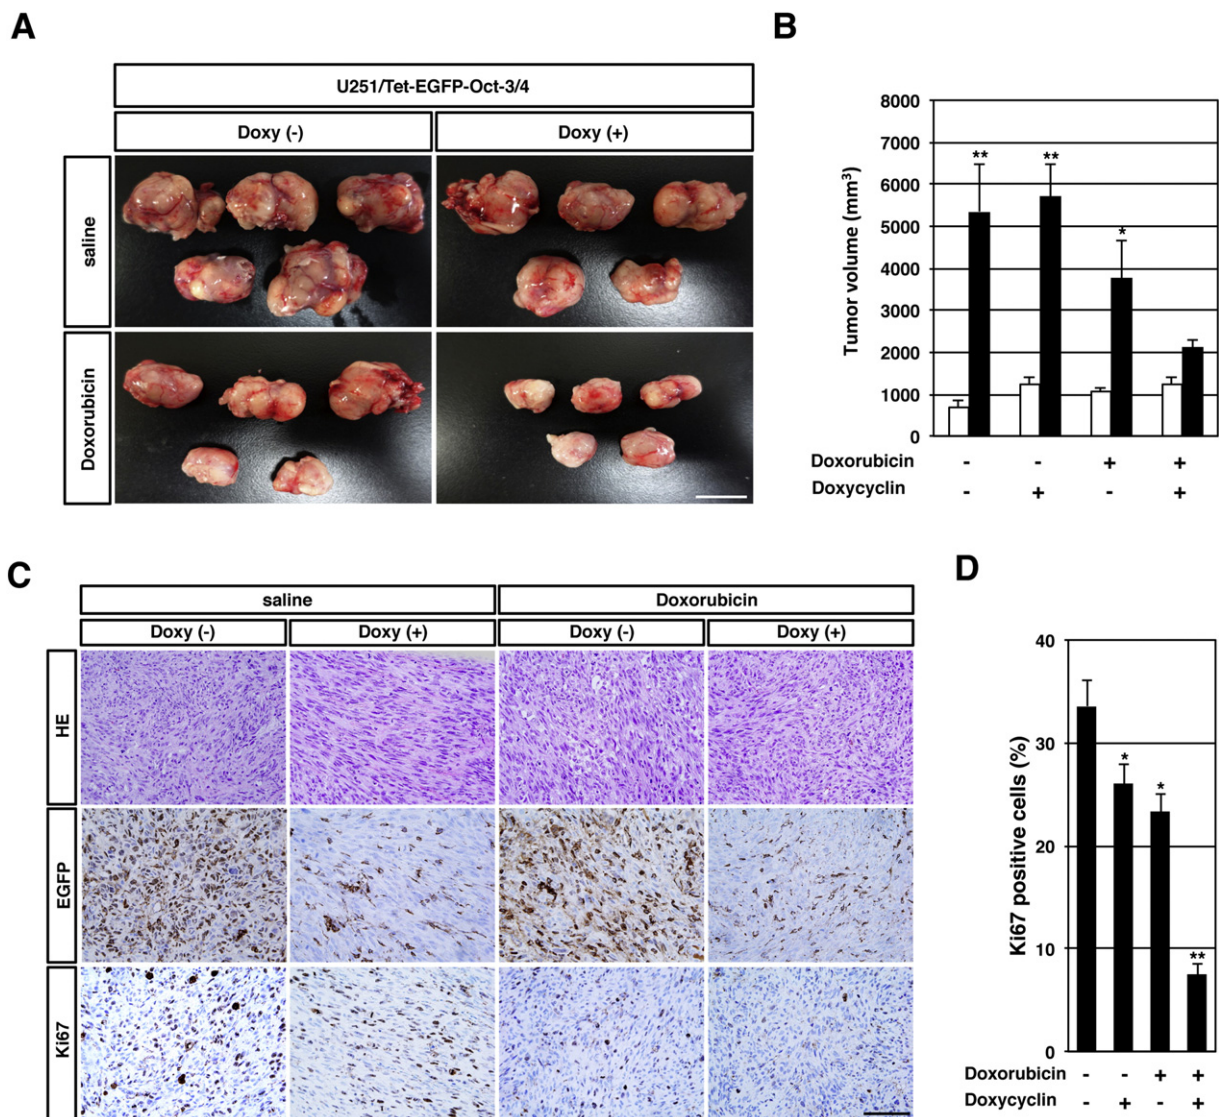 A
U251/Tet-EGFP-Oct-3/4
Doxy (-) Doxy (+)
saline
Doxorubicin
B
8000
7000
6000
5000
4000
3000
2000
1000
0
Tumor volume (mm³)
** ** *
Doxorubicin - - + +
Doxycyclin - + - +
C
saline Doxorubicin
Doxy (-) Doxy (+) Doxy (-) Doxy (+)
HE
EGFP
Ki67
D
40
30
20
10
0
Ki67 positive cells (%)
* * **
Doxorubicin - - + +
Doxycyclin - + - +